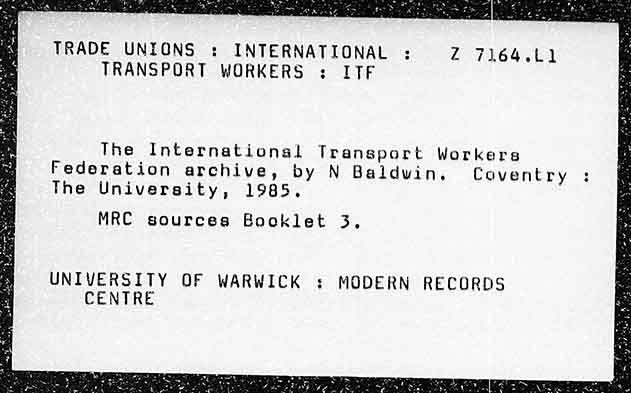 TRADE UNIONS : INTERNATIONAL : Z 7164.L1
TRANSPORT WORKERS : ITF
The International Transport Workers
Federation archive, by N Baldwin. Coventry :
The University, 1985.
MRC sources Booklet 3.
UNIVERSITY OF WARWICK : MODERN RECORDS
CENTRE